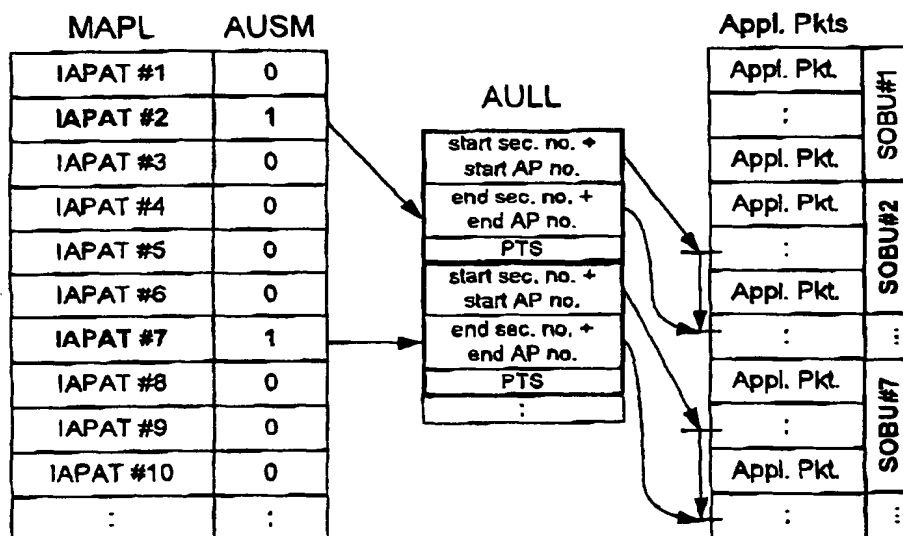 MAPL AUSM
IAPAT #1 0
IAPAT #2 1
IAPAT #3 0
IAPAT #4 0
IAPAT #5 0
IAPAT #6 0
IAPAT #7 1
IAPAT #8 0
IAPAT #9 0
IAPAT #10 0
: :
AULL
start sec. no. +
start AP no.
end sec. no. +
end AP no.
PTS
start sec. no. +
start AP no.
end sec. no. +
end AP no.
PTS
:
Appl. Pkts
Appl. Pkt.
:
Appl. Pkt.
SOBU#1
Appl. Pkt.
:
Appl. Pkt.
SOBU#2
: ...
Appl. Pkt.
:
Appl. Pkt.
SOBU#7
: ...